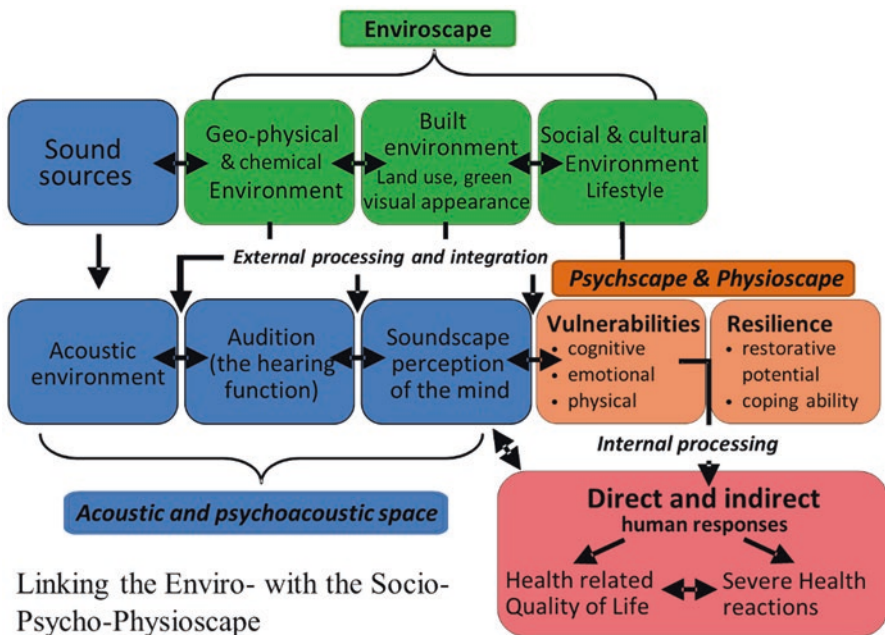 Enviroscape
Sound
sources
Geo-physical
& chemical
Environment
Built
environment
Land use, green
visual appearance
Social & cultural
Environment
Lifestyle
External processing and integration
Psychscape & Physioscape
Acoustic
environment
Audition
(the hearing
function)
Soundscape
perception
of the mind
Vulnerabilities
• cognitive
• emotional
• physical
Resilience
• restorative
potential
• coping ability
Internal processing
Acoustic and psychoacoustic space
Direct and indirect
human responses
Health related
Quality of Life
Severe Health
reactions
Linking the Enviro- with the Socio-
Psycho-Physioscape